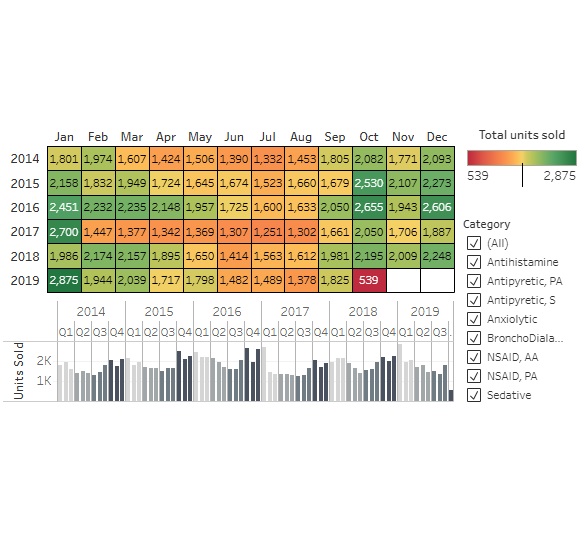 Jan Feb Mar Apr May Jun Jul Aug Sep Oct Nov Dec
2014 1,801 1,974 1,607 1,424 1,506 1,390 1,332 1,453 1,805 2,082 1,771 2,093
2015 2,158 1,832 1,949 1,724 1,645 1,674 1,523 1,660 1,679 2,530 2,107 2,273
2016 2,451 2,232 2,235 2,148 1,957 1,725 1,600 1,633 2,050 2,655 1,943 2,606
2017 2,700 1,447 1,377 1,342 1,369 1,307 1,251 1,302 1,661 2,050 1,706 1,887
2018 1,986 2,174 2,157 1,895 1,650 1,414 1,563 1,612 1,981 2,195 2,009 2,248
2019 2,875 1,944 2,039 1,717 1,798 1,482 1,489 1,378 1,825 539
Total units sold
539 2,875
Category
(All)
Antihistamine
Antipyretic, PA
Antipyretic, S
Anxiolytic
BronchoDiala...
NSAID, AA
NSAID, PA
Sedative
2014 2015 2016 2017 2018 2019
Q1 Q2 Q3 Q4 Q1 Q2 Q3 Q4 Q1 Q2 Q3 Q4 Q1 Q2 Q3 Q4 Q1 Q2 Q3 Q4 Q1 Q2 Q3 .
Units Sold
2K
1K